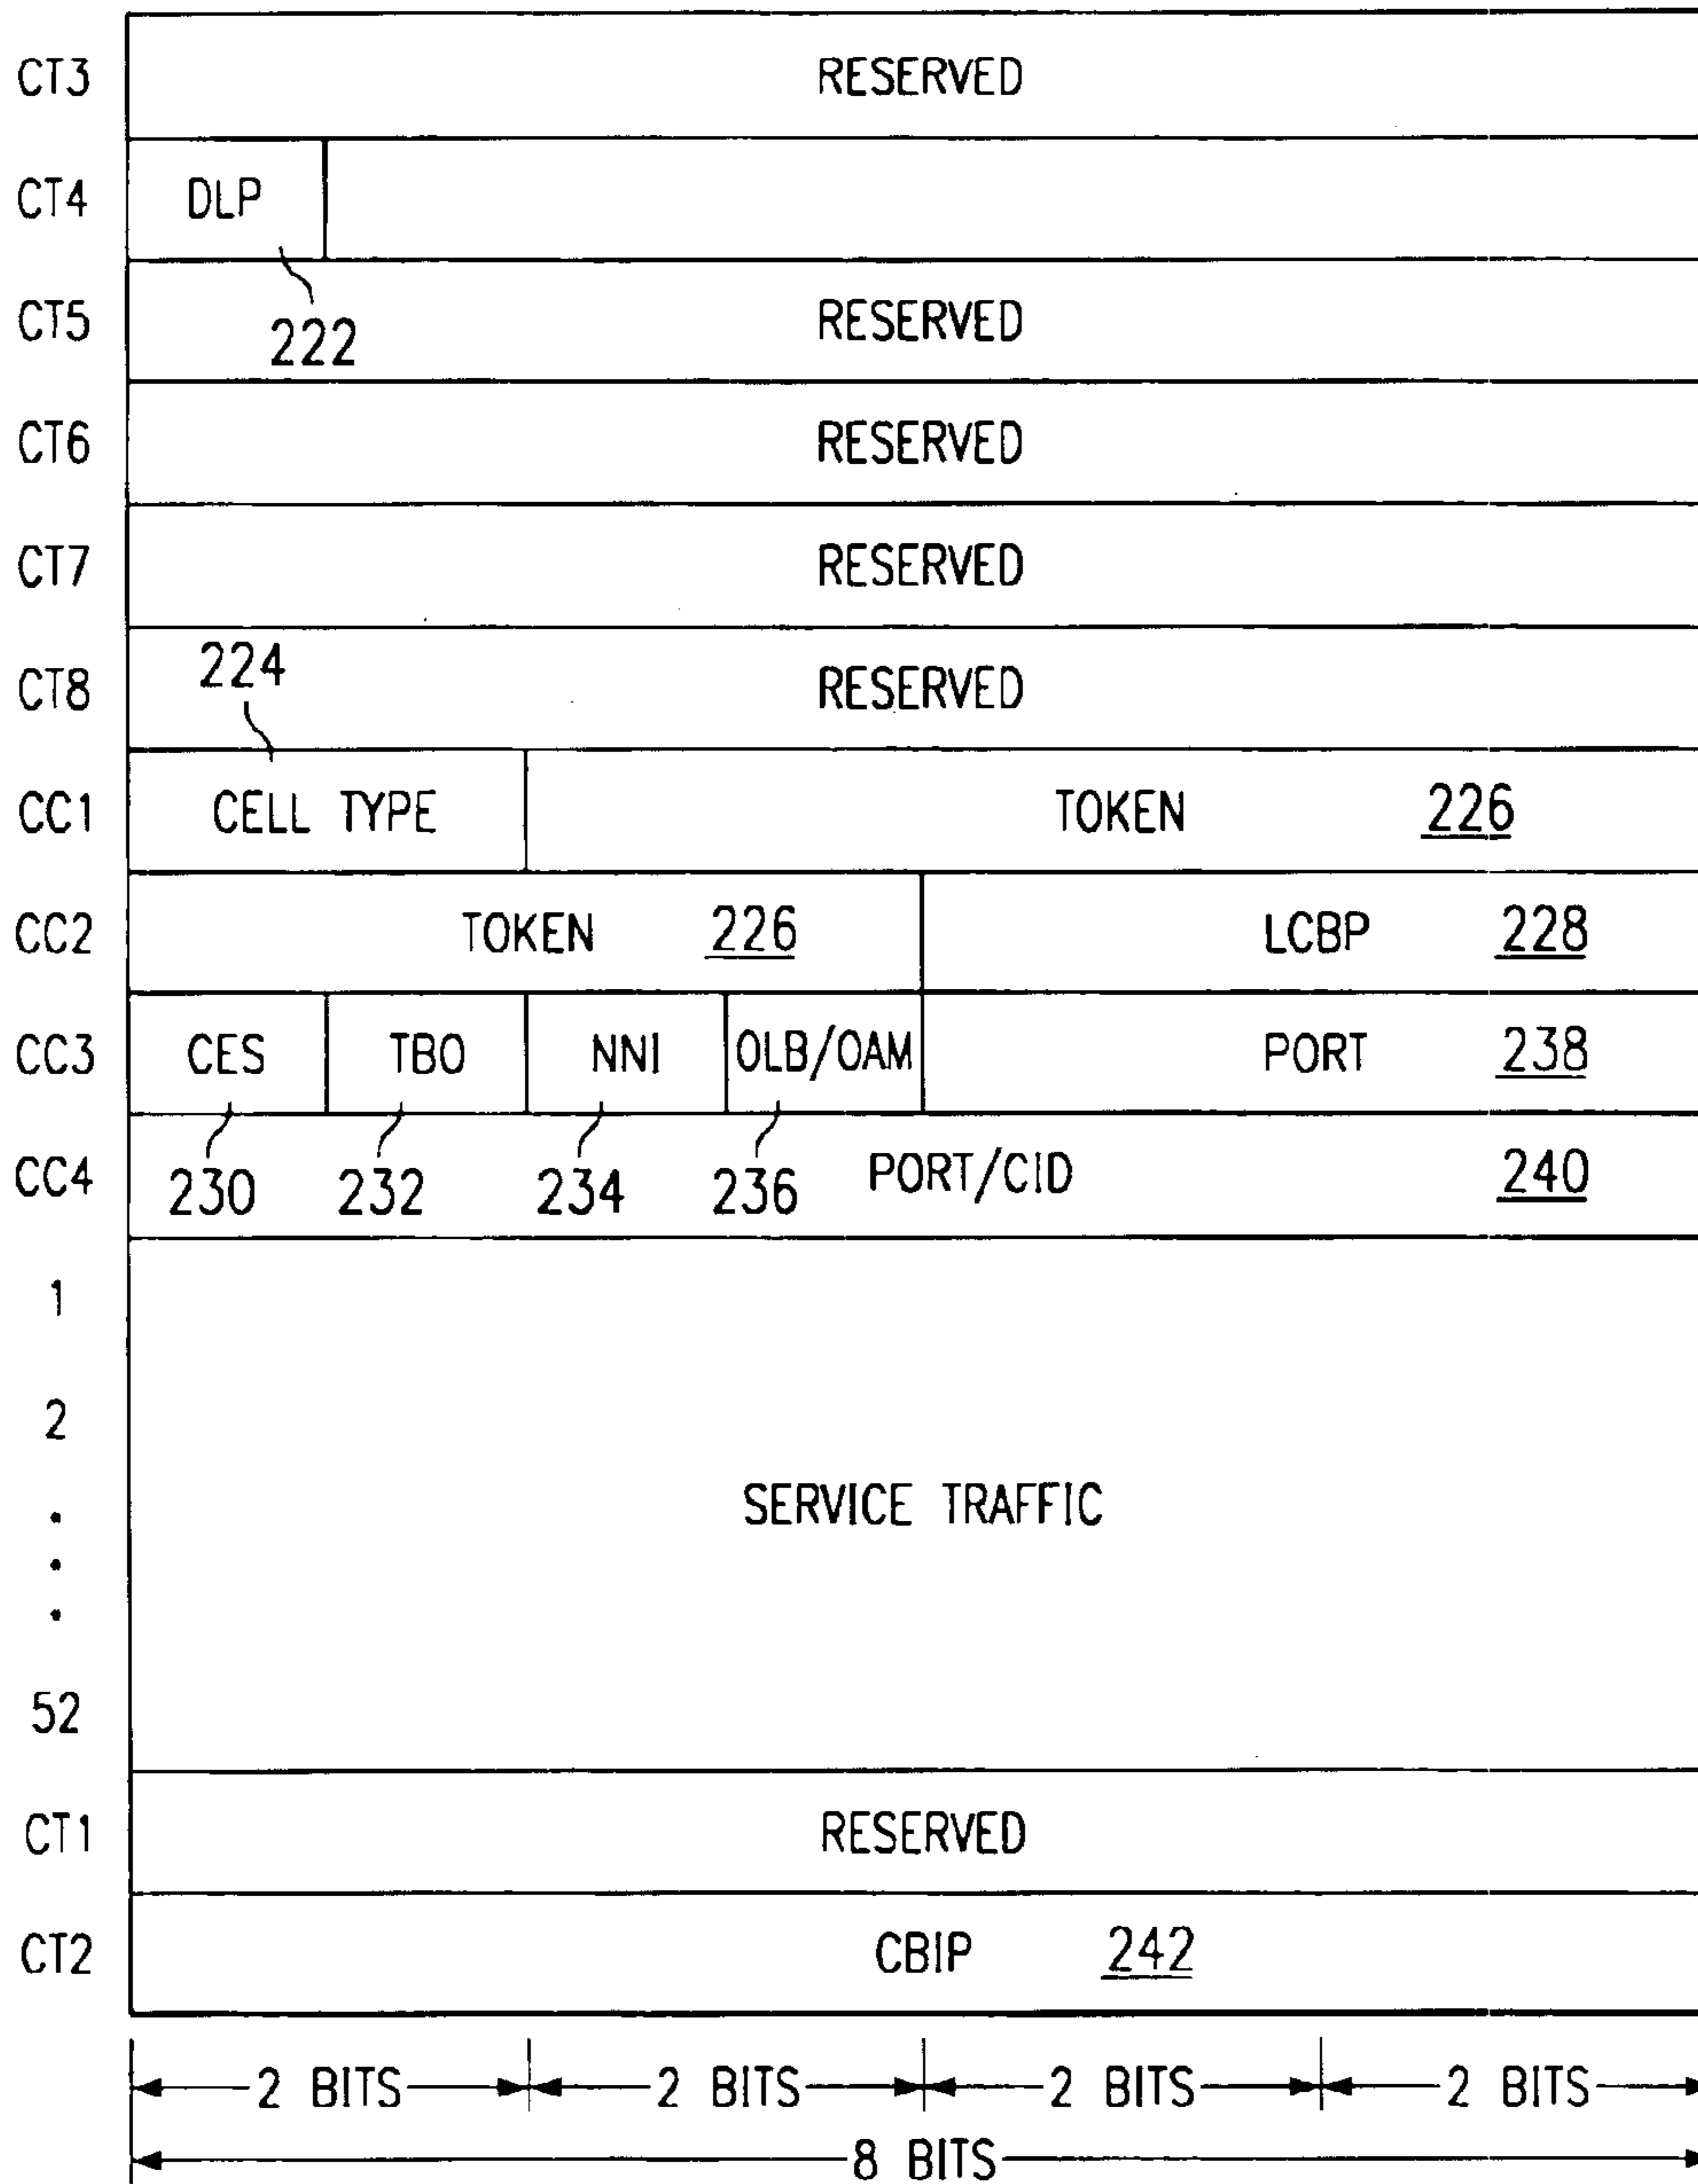 CT3 RESERVED
CT4 DLP
222
CT5 RESERVED
CT6 RESERVED
CT7 RESERVED
224
CT8 RESERVED
CC1 CELL TYPE TOKEN 226
CC2 TOKEN 226 LCBP 228
CC3 CES TBO NNI OLB/OAM PORT 238
CC4 230 232 234 236 PORT/CID 240
1
2
.
.
.
SERVICE TRAFFIC
52
CT1 RESERVED
CT2 CBIP 242
2 BITS 2 BITS 2 BITS 2 BITS
8 BITS